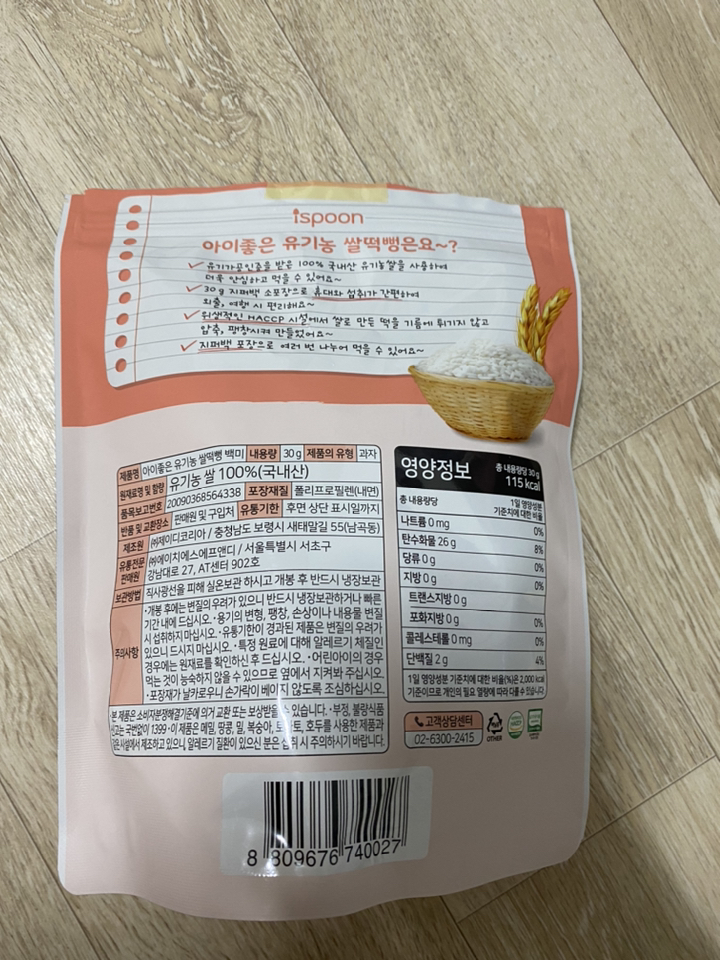 ispoon
아이좋은 유기농 쌀떡뻥은요~?
유기가공인증을 받은 100% 국내산 유기농쌀을 사용하여
더욱 안심하고 먹을 수 있어요~
30g 지퍼백 소포장으로 휴대와 섭취가 간편하여
외출, 여행 시 편리해요~
위생적인 HACCP 시설에서 쌀로 만든 떡을 기름에 튀기지 않고
압축, 팽창시켜 만들었어요~
지퍼백 포장으로 여러 번 나누어 먹을 수 있어요~
제품명 아이좋은 유기농 쌀떡뻥 백미 내용량 30g 제품의 유형 과자
원재료명 및 함량 유기농 쌀 100%(국내산)
품목보고번호 20090368564338 포장재질 폴리프로필렌(내면)
반품 및 교환장소 판매원 및 구입처 유통기한 후면 상단 표시일까지
제조원 ㈜제이디코리아 / 충청남도 보령시 새태말길 55(남곡동)
유통전문판매원 ㈜에이치에스에프앤디 / 서울특별시 서초구
강남대로 27, AT센터 902호
보관방법 직사광선을 피해 실온보관 하시고 개봉 후 반드시 냉장보관
주의사항 ·개봉 후에는 변질의 우려가 있으니 반드시 냉장보관하거나 빠른
기간 내에 드십시오. ·용기의 변형, 팽창, 손상이나 내용물 변질
시 섭취하지 마십시오. ·유통기한이 경과된 제품은 변질의 우려가
있으니 드시지 마십시오. ·특정 원료에 대해 알레르기 체질인
경우에는 원재료를 확인하신 후 드십시오. ·어린아이의 경우
먹는 것이 능숙하지 않을 수 있으므로 옆에서 지켜봐 주십시오.
·포장재가 날카로우니 손가락이 베이지 않도록 조심하십시오.
·본 제품은 소비자분쟁해결기준에 의거 교환 또는 보상받을 수 있습니다. ·부정, 불량식품
신고는 국번없이 1399 ·이 제품은 메밀, 땅콩, 밀, 복숭아, 토마토, 호두를 사용한 제품과
같은 시설에서 제조하고 있으니, 알레르기 질환이 있으신 분은 섭취 시 주의하시기 바랍니다.
영양정보 총 내용량당 30g
115 kcal
총 내용량당 1일 영양성분
기준치에 대한 비율
나트륨 0 mg 0%
탄수화물 26 g 8%
당류 0 g 0%
지방 0 g 0%
트랜스지방 0 g
포화지방 0 g 0%
콜레스테롤 0 mg 0%
단백질 2 g 4%
1일 영양성분 기준치에 대한 비율(%)은 2,000 kcal
기준이므로 개인의 필요 열량에 따라 다를 수 있습니다.
고객상담센터
02-6300-2415
OTHER
8 809676 740027